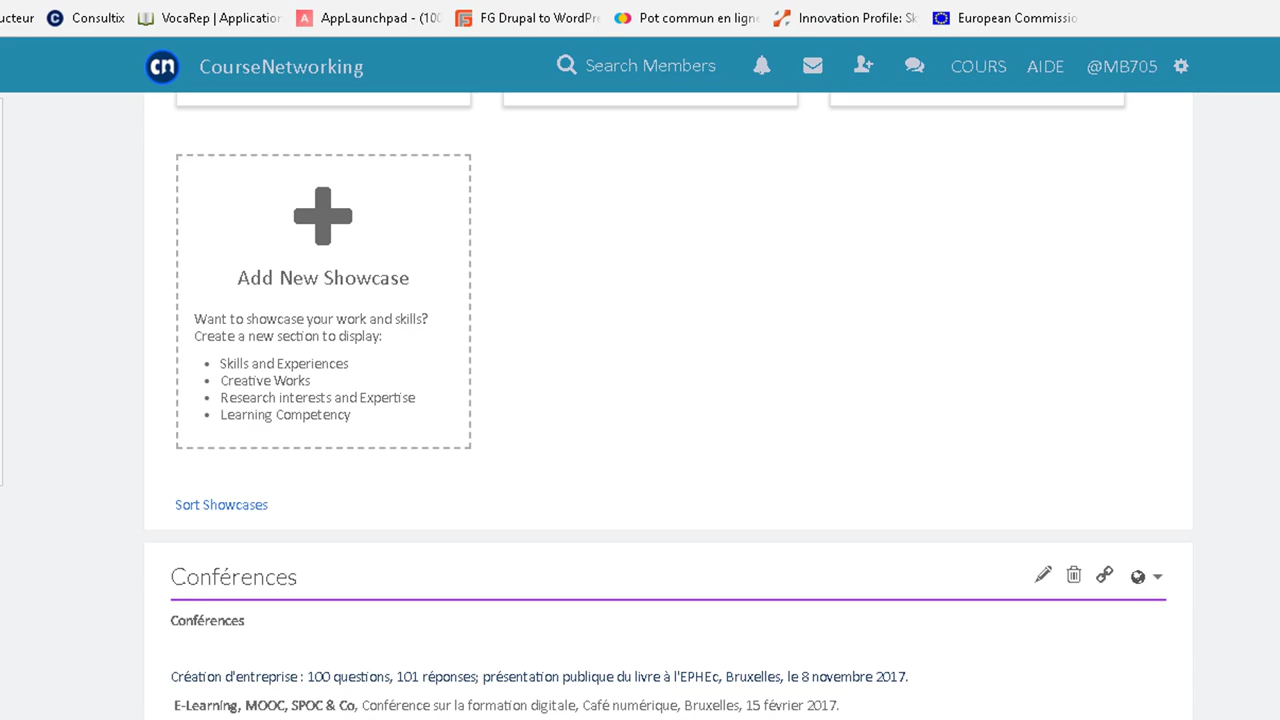 ucteur Consultix VocaRep | Application AppLaunchpad - (100 FG Drupal to WordPre Pot commun en ligne Innovation Profile: Sk European Commissio
cn CourseNetworking Search Members COURS AIDE @MB705
Add New Showcase
Want to showcase your work and skills?
Create a new section to display:
• Skills and Experiences
• Creative Works
• Research interests and Expertise
• Learning Competency
Sort Showcases
Conférences
Conférences
Création d'entreprise : 100 questions, 101 réponses; présentation publique du livre à l'EPHEc, Bruxelles, le 8 novembre 2017.
E-Learning, MOOC, SPOC & Co, Conférence sur la formation digitale, Café numérique, Bruxelles, 15 février 2017.